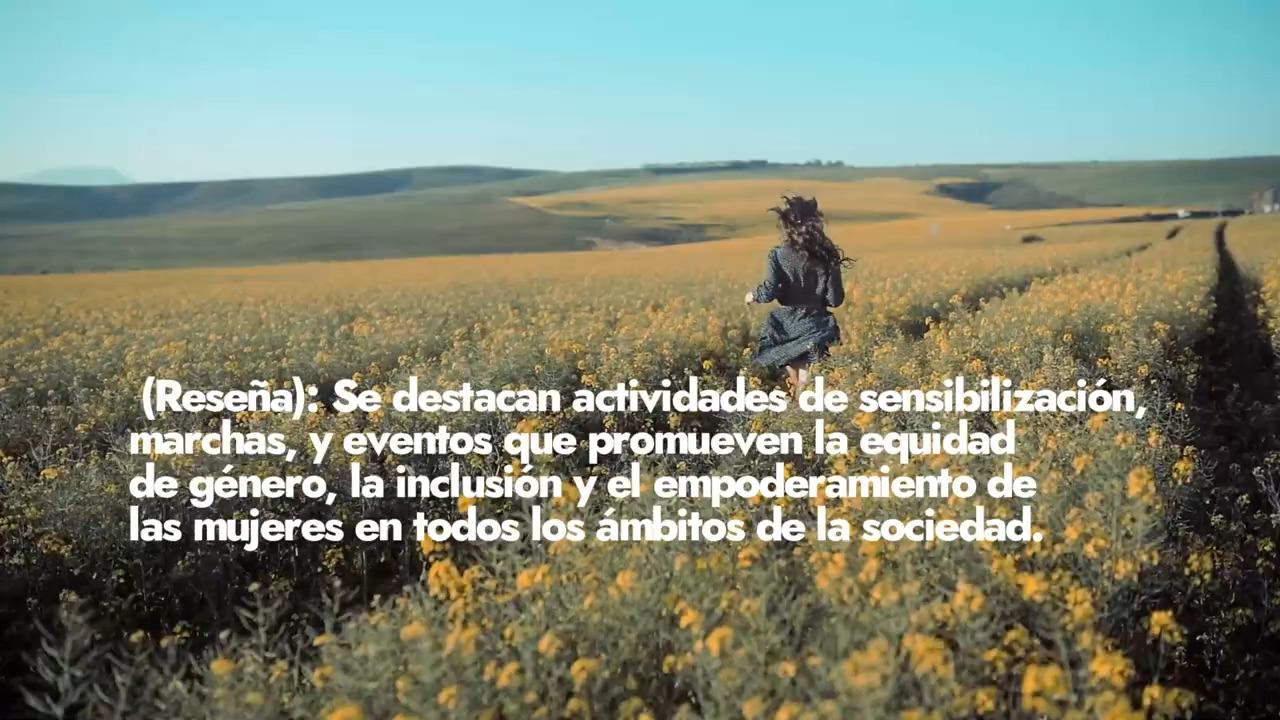 (Reseña): Se destacan actividades de sensibilización,
marchas, y eventos que promueven la equidad
de género, la inclusión y el empoderamiento de
las mujeres en todos los ámbitos de la sociedad.